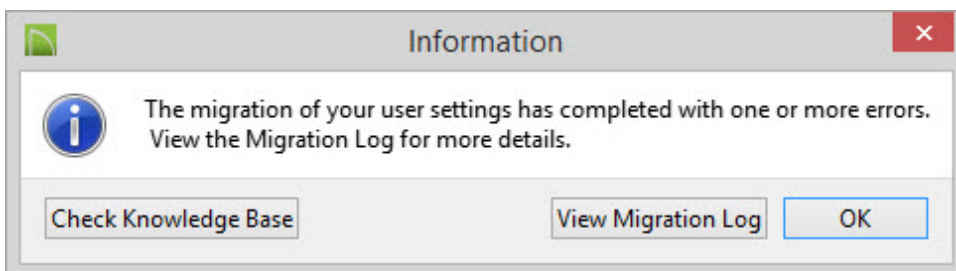 Information
The migration of your user settings has completed with one or more errors.
View the Migration Log for more details.
Check Knowledge Base
View Migration Log
OK